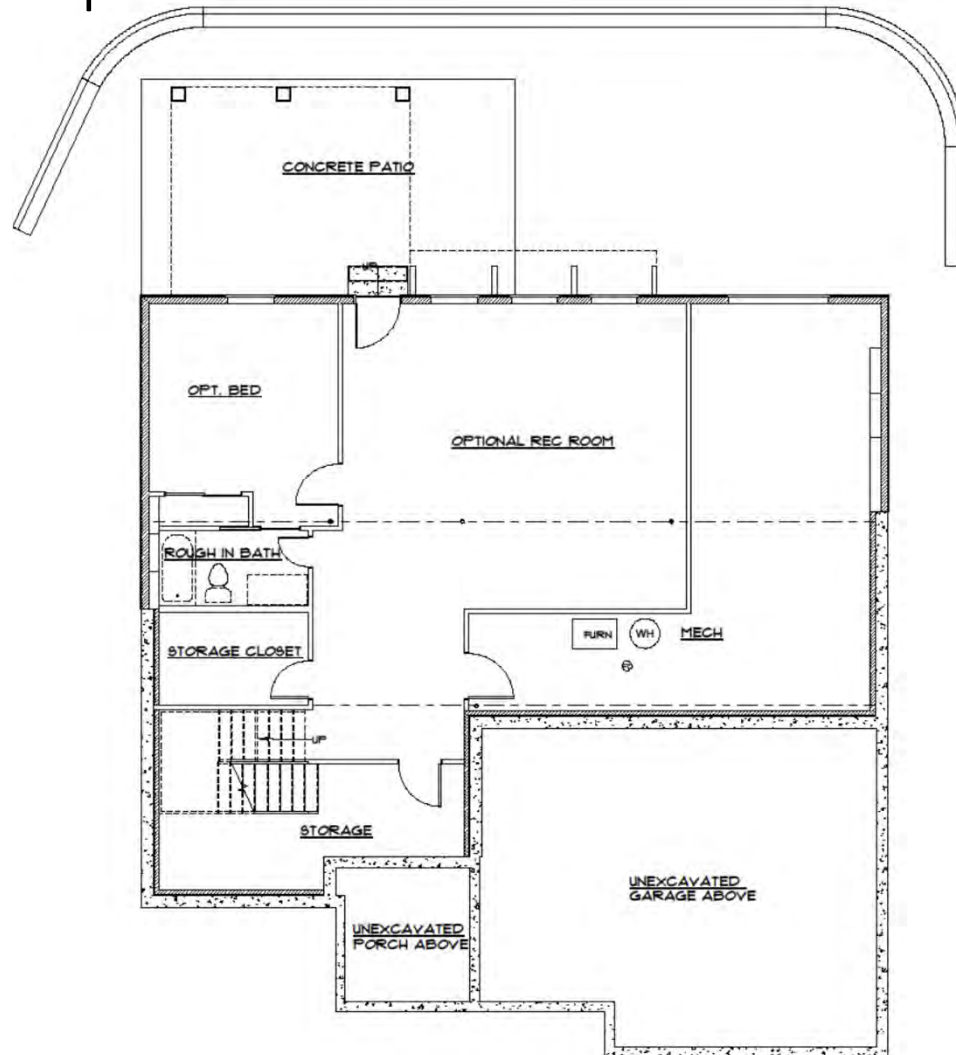 CONCRETE PATIO
UP
OPT. BED
OPTIONAL REC ROOM
ROUGH IN BATH
FURN
WH
MECH
STORAGE CLOSET
UP
STORAGE
UNEXCAVATED
GARAGE ABOVE
UNEXCAVATED
PORCH ABOVE